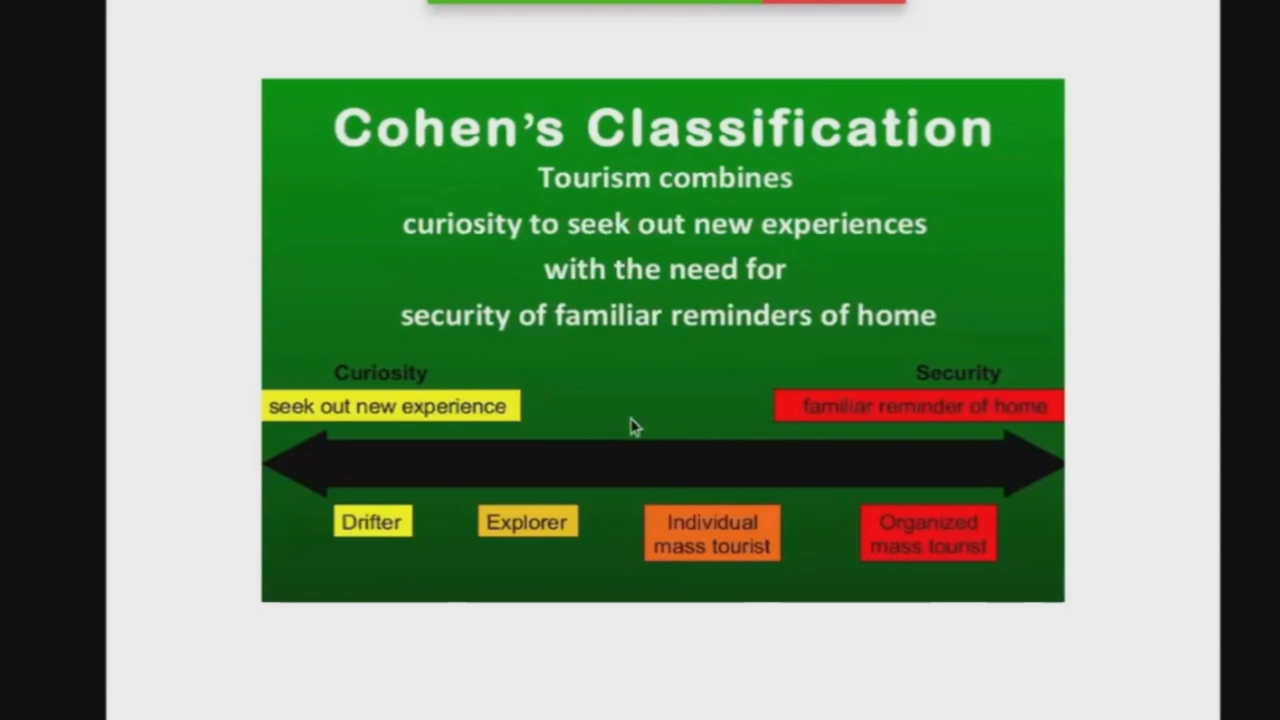 Cohen's Classification
Tourism combines
curiosity to seek out new experiences
with the need for
security of familiar reminders of home
Curiosity
Security
seek out new experience
familiar reminder of home
Drifter
Explorer
Individual
mass tourist
Organized
mass tourist